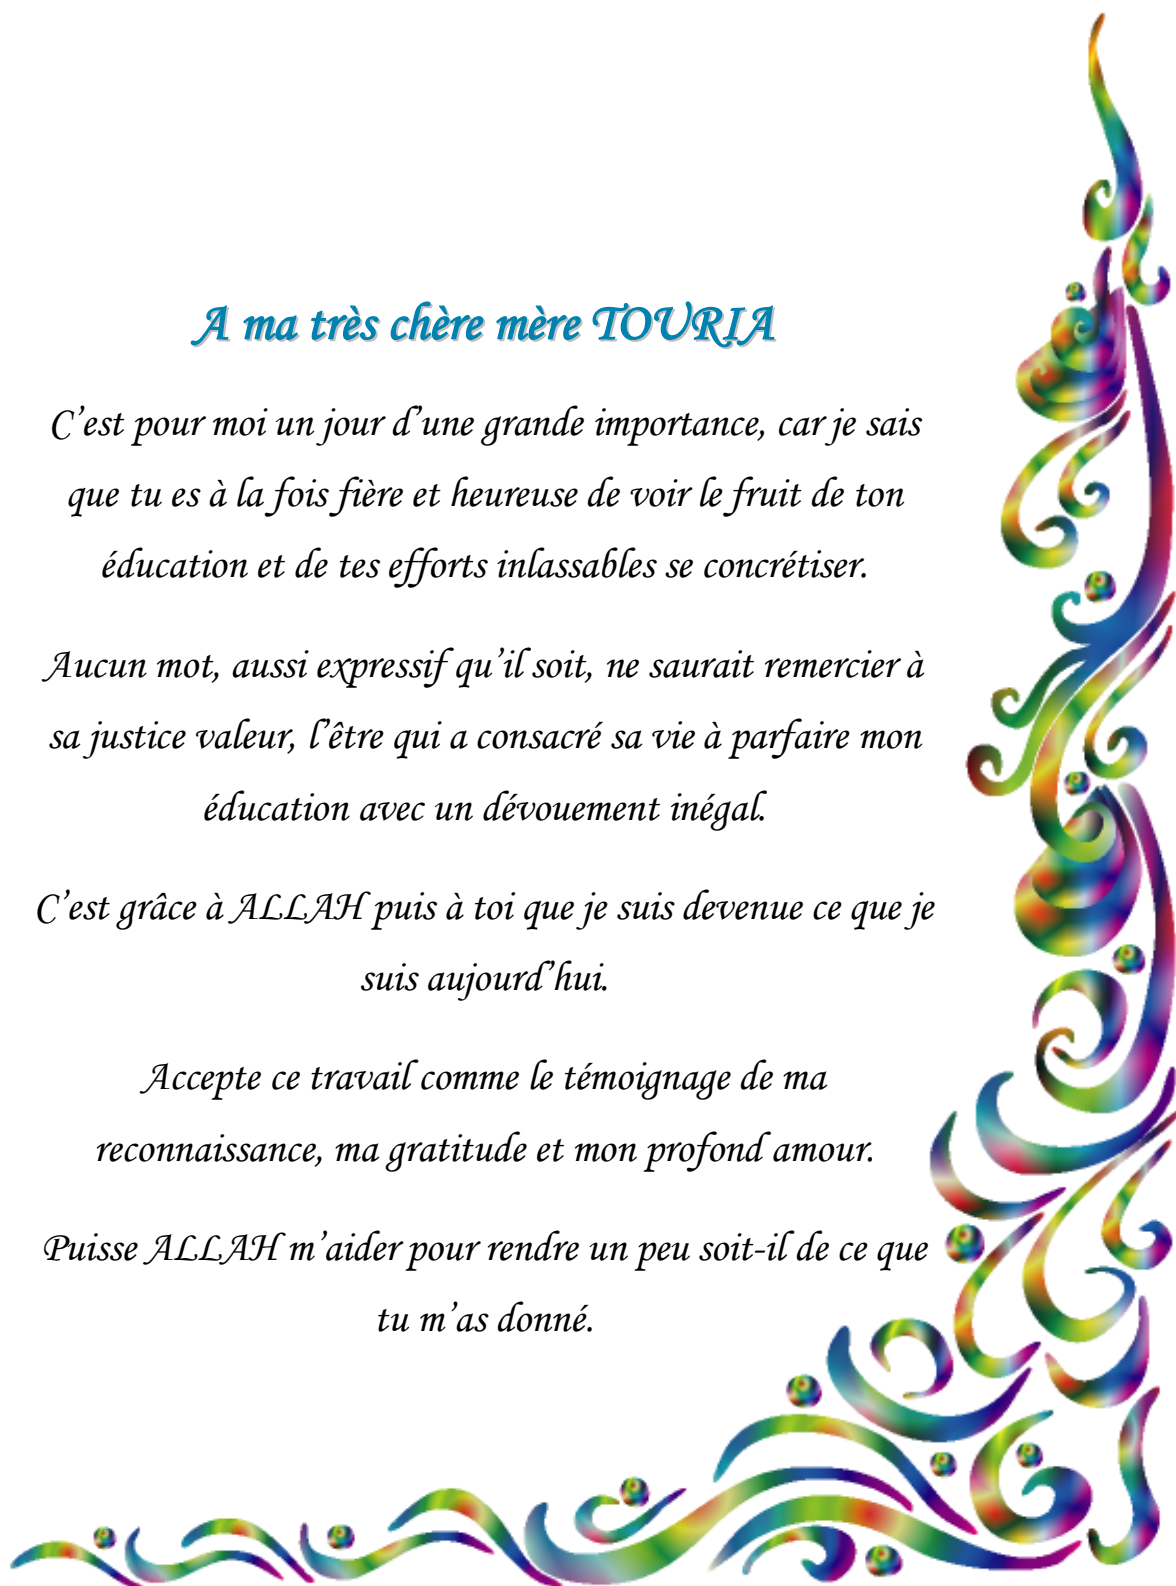 A ma très chère mère TOURIA
C’est pour moi un jour d’une grande importance, car je sais
que tu es à la fois fière et heureuse de voir le fruit de ton
éducation et de tes efforts inlassables se concrétiser.
Aucun mot, aussi expressif qu’il soit, ne saurait remercier à
sa justice valeur, l’être qui a consacré sa vie à parfaire mon
éducation avec un dévouement inégal.
C’est grâce à ALLAH puis à toi que je suis devenue ce que je
suis aujourd’hui.
Accepte ce travail comme le témoignage de ma
reconnaissance, ma gratitude et mon profond amour.
Puisse ALLAH m’aider pour rendre un peu soit-il de ce que
tu m’as donné.